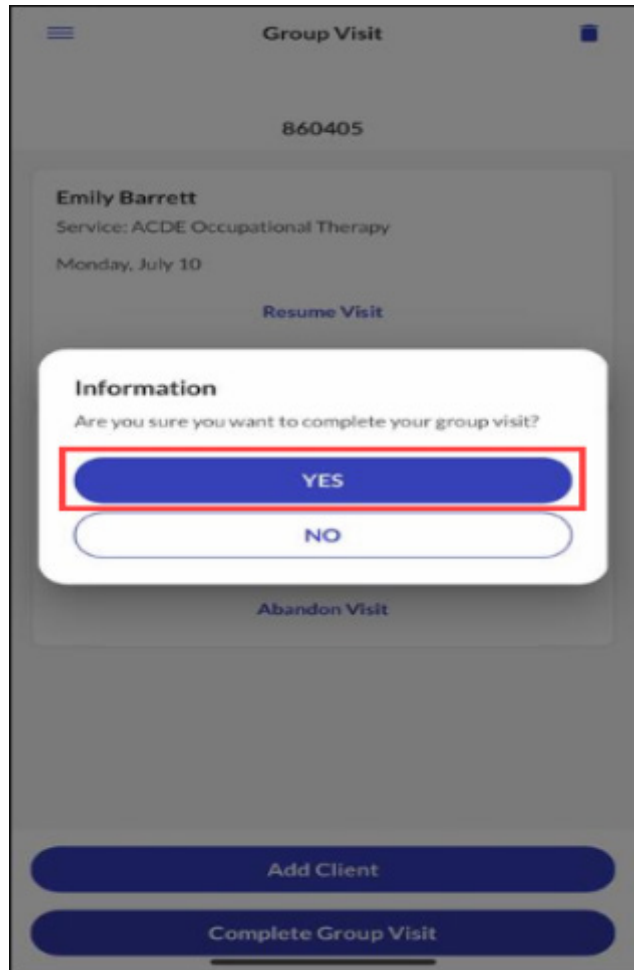 Group Visit
860405
Emily Barrett
Service: ACDE Occupational Therapy
Monday, July 10
Resume Visit
Information
Are you sure you want to complete your group visit?
YES
NO
Abandon Visit
Add Client
Complete Group Visit